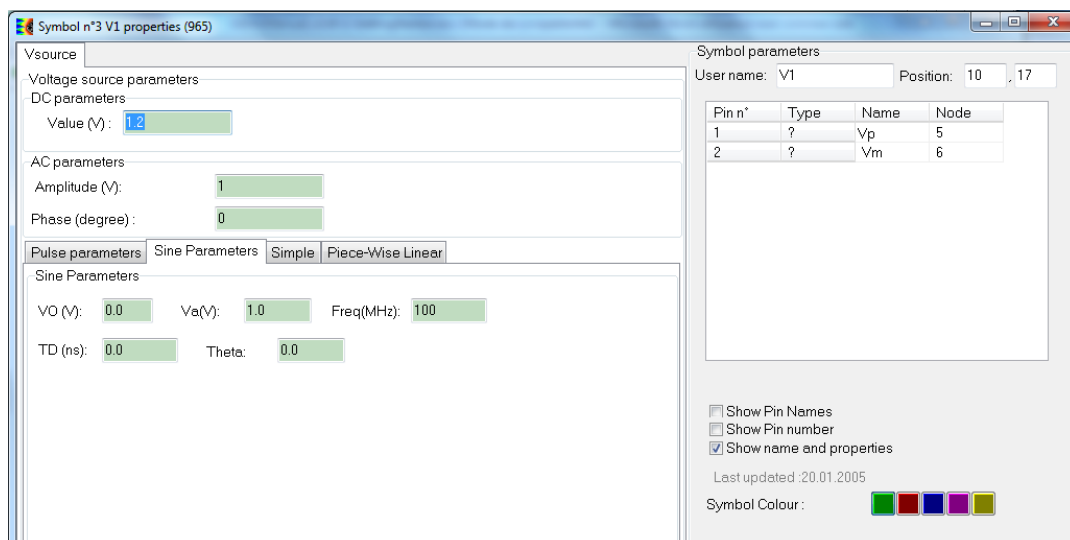 Symbol n°3 V1 properties (965)
Vsource
Voltage source parameters
DC parameters
Value (V) : 1.2
AC parameters
Amplitude (V): 1
Phase (degree) : 0
Pulse parameters Sine Parameters Simple Piece-Wise Linear
Sine Parameters
VO (V): 0.0 Va(V): 1.0 Freq(MHz): 100
TD (ns): 0.0 Theta: 0.0
Symbol parameters
User name: V1 Position: 10 , 17
Pin n° Type Name Node
1 ? Vp 5
2 ? Vm 6
Show Pin Names
Show Pin number
Show name and properties
Last updated :20.01.2005
Symbol Colour :